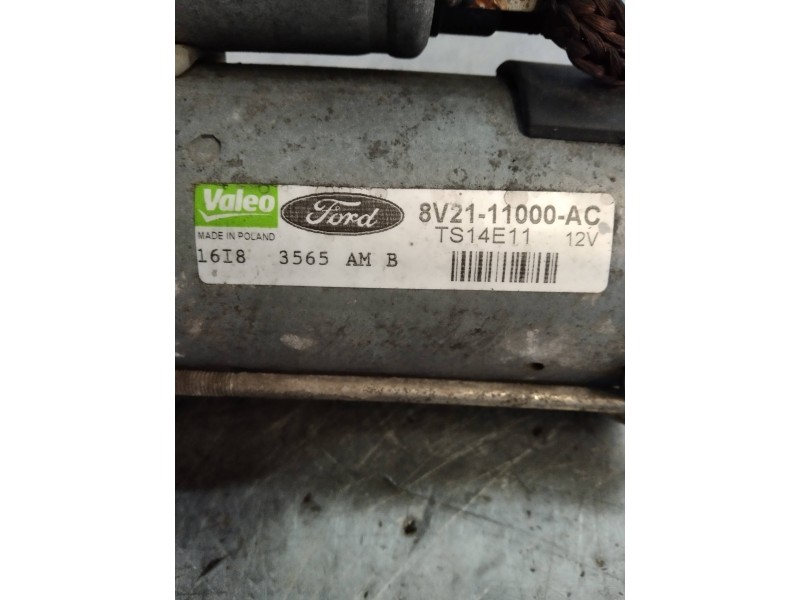 Valeo Ford 8V21-11000-AC
MADE IN POLAND TS14E11 12V
16I8 3565 AM B